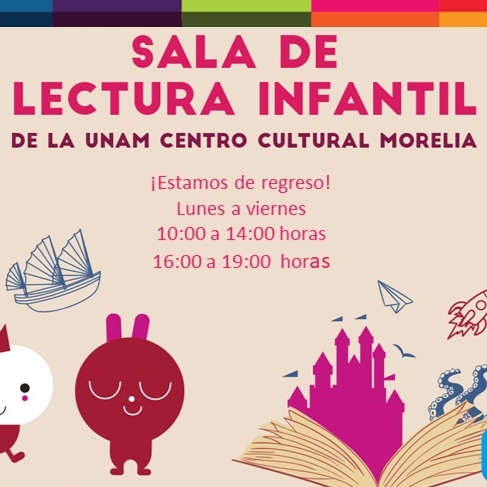 SALA DE
LECTURA INFANTIL
DE LA UNAM CENTRO CULTURAL MORELIA
¡Estamos de regreso!
Lunes a viernes
10:00 a 14:00 horas
16:00 a 19:00 horas